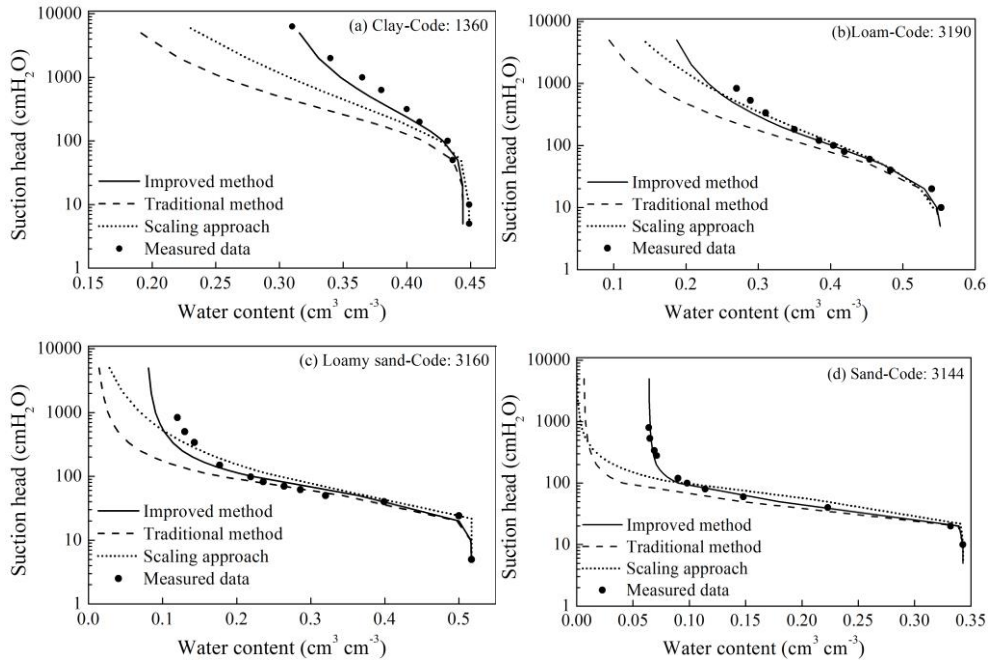 (a) Clay-Code: 1360
Suction head (cmH₂O)
10000
1000
100
10
1
Improved method
Traditional method
Scaling approach
Measured data
0.15 0.20 0.25 0.30 0.35 0.40 0.45
Water content (cm³ cm⁻³)
(b)Loam-Code: 3190
Suction head (cmH₂O)
10000
1000
100
10
1
Improved method
Traditional method
Scaling approach
Measured data
0.1 0.2 0.3 0.4 0.5 0.6
Water content (cm³ cm⁻³)
(c) Loamy sand-Code: 3160
Suction head (cmH₂O)
10000
1000
100
10
1
Improved method
Traditional method
Scaling approach
Measured data
0.0 0.1 0.2 0.3 0.4 0.5
Water content (cm³ cm⁻³)
(d) Sand-Code: 3144
Suction head (cmH₂O)
10000
1000
100
10
1
Improved method
Traditional method
Scaling approach
Measured data
0.00 0.05 0.10 0.15 0.20 0.25 0.30 0.35
Water content (cm³ cm⁻³)